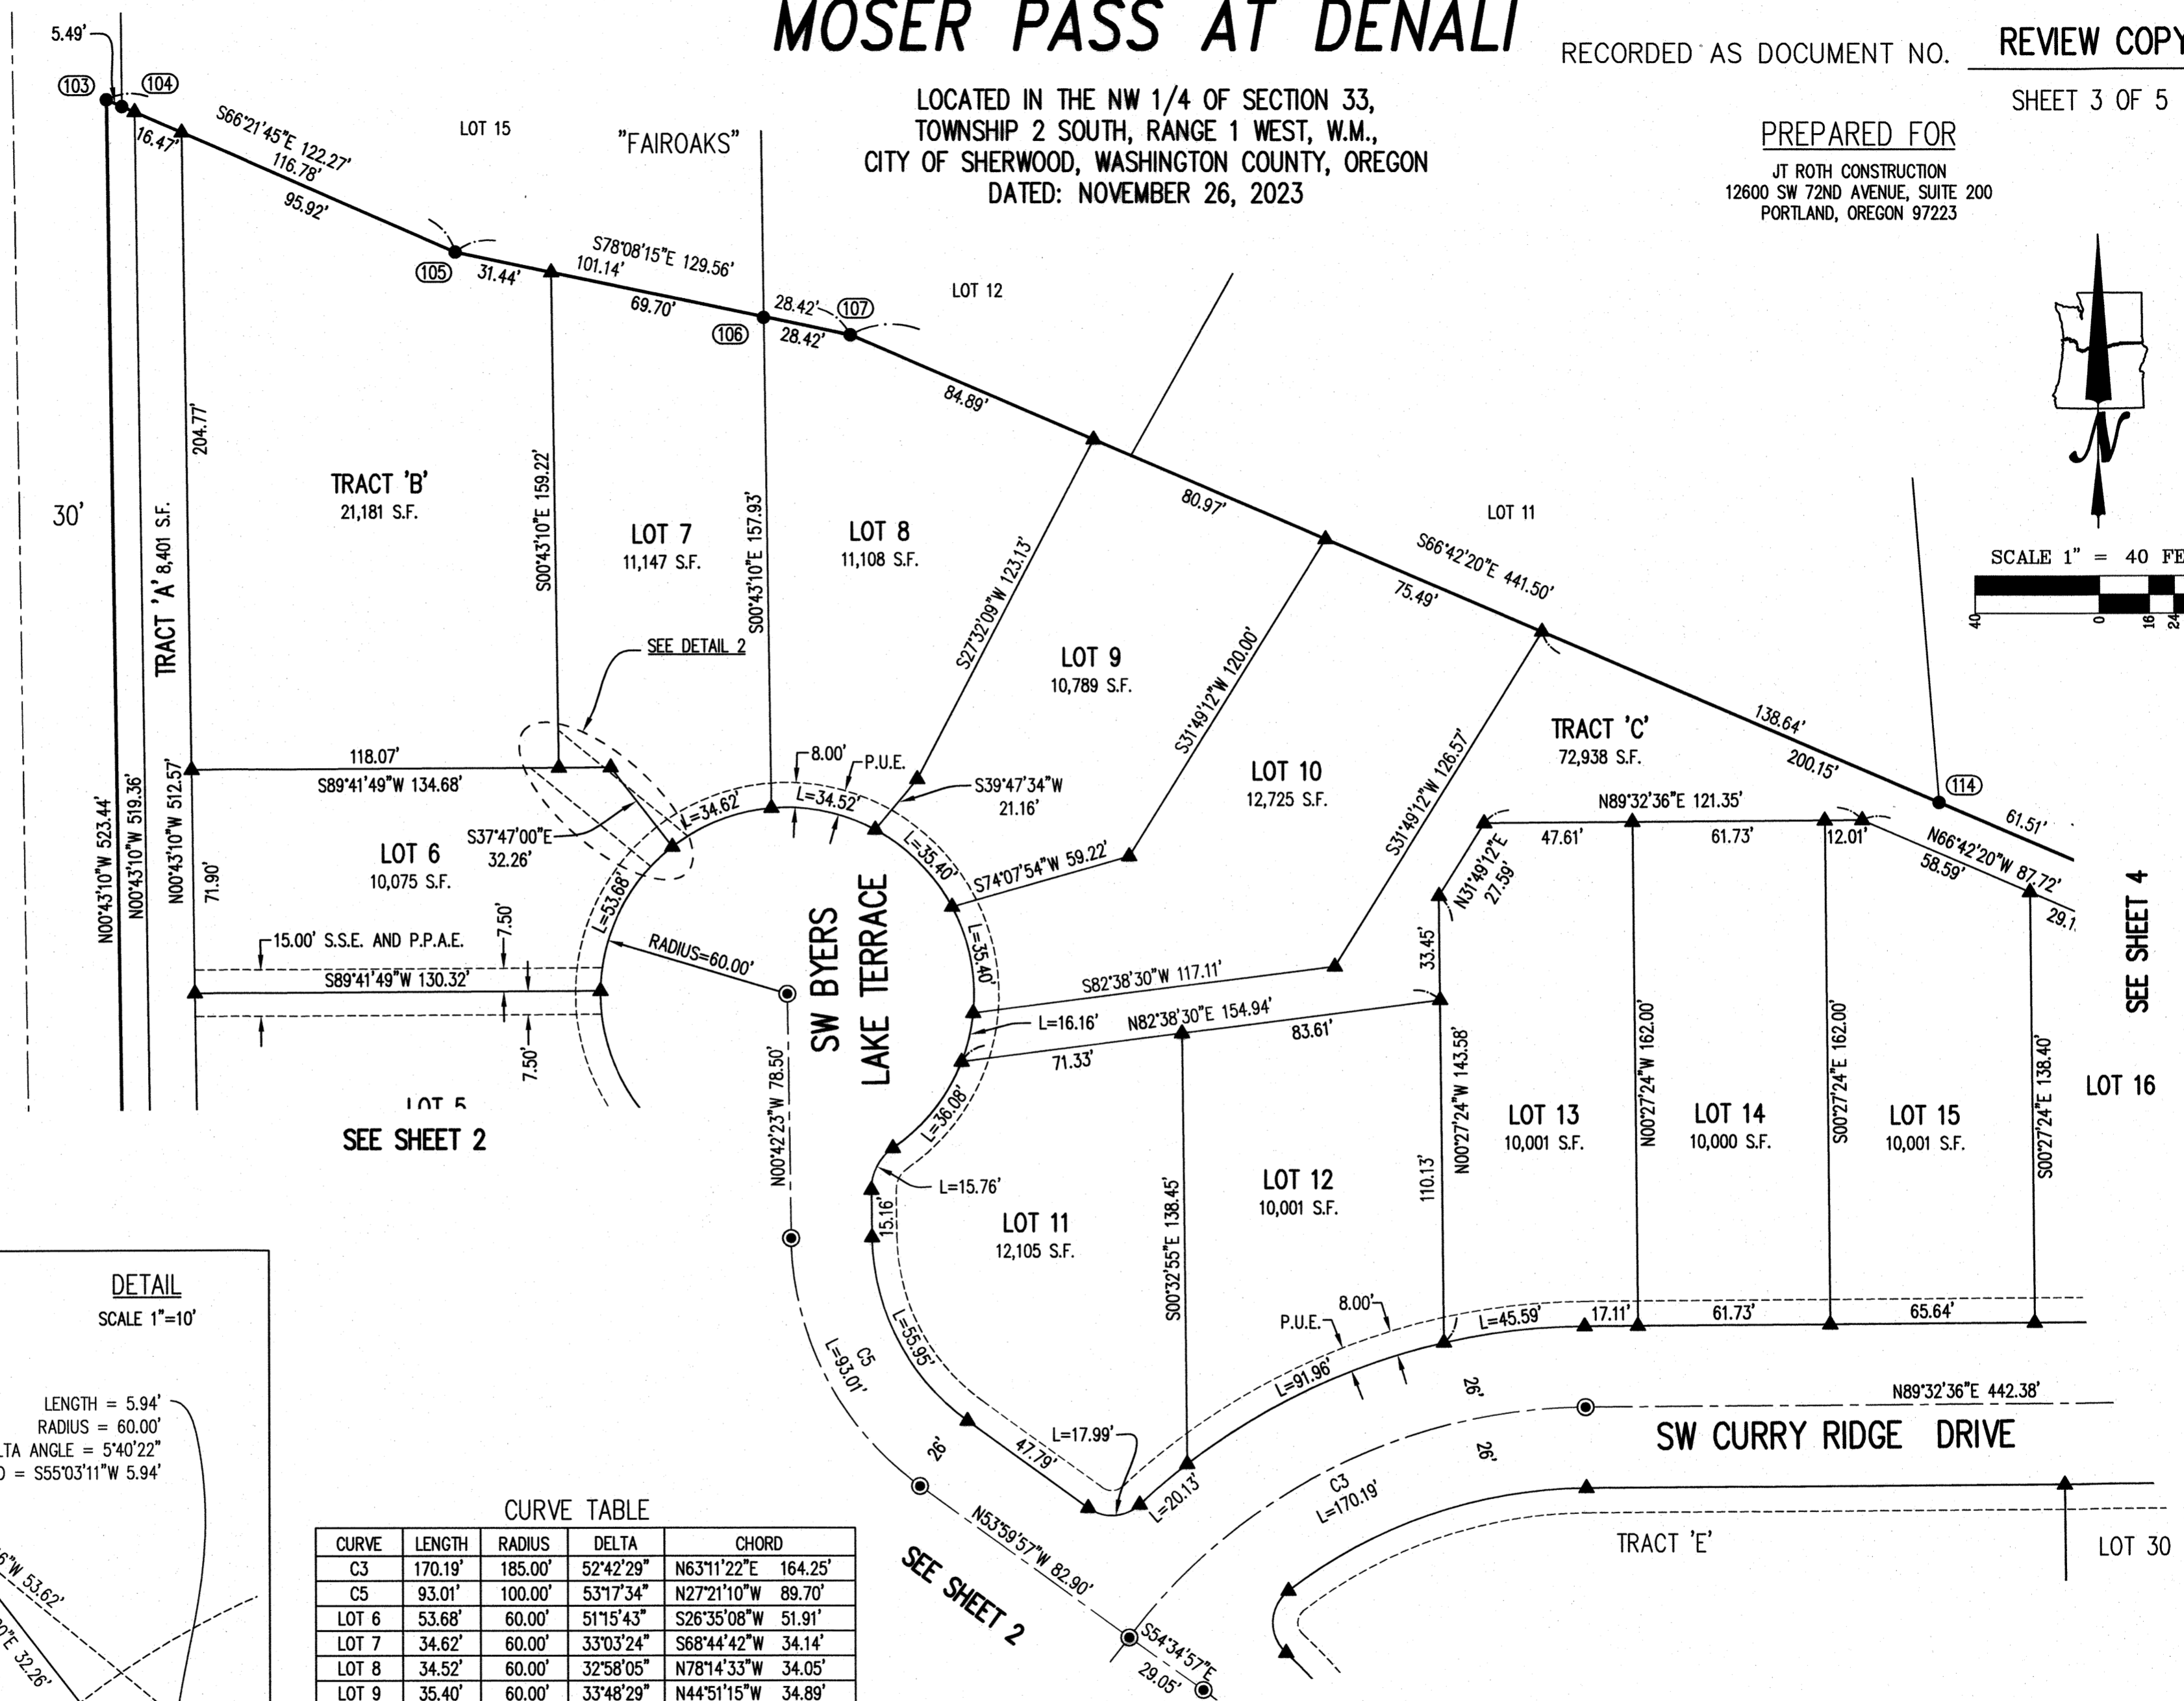 MOSER PASS AT DENALI
RECORDED AS DOCUMENT NO. REVIEW COPY
SHEET 3 OF 5
LOCATED IN THE NW 1/4 OF SECTION 33,
TOWNSHIP 2 SOUTH, RANGE 1 WEST, W.M.,
CITY OF SHERWOOD, WASHINGTON COUNTY, OREGON
DATED: NOVEMBER 26, 2023
PREPARED FOR
JT ROTH CONSTRUCTION
12600 SW 72ND AVENUE, SUITE 200
PORTLAND, OREGON 97223
N
SCALE 1" = 40 FE
40 0 16 24
5.49'
103
104
16.47'
S66°21'45"E 122.27'
116.78'
95.92'
LOT 15
"FAIROAKS"
105
31.44'
S78°08'15"E 129.56'
101.14'
69.70'
106
28.42'
28.42'
107
LOT 12
84.89'
80.97'
LOT 11
S66°42'20"E 441.50'
75.49'
138.64'
200.15'
114
61.51'
30'
204.77'
TRACT 'A' 8,401 S.F.
TRACT 'B'
21,181 S.F.
S00°43'10"E 159.22'
LOT 7
11,147 S.F.
S00°43'10"E 157.93'
LOT 8
11,108 S.F.
S27°32'09"W 123.13'
LOT 9
10,789 S.F.
S31°49'12"W 120.00'
LOT 10
12,725 S.F.
S31°49'12"W 126.57'
TRACT 'C'
72,938 S.F.
SEE DETAIL 2
118.07'
S89°41'49"W 134.68'
8.00'
P.U.E.
L=34.62'
L=34.52'
S39°47'34"W
21.16'
S37°47'00"E
32.26'
LOT 6
10,075 S.F.
N00°43'10"W 523.44'
N00°43'10"W 519.36'
N00°43'10"W 512.57'
71.90'
L=53.68'
L=35.40'
S74°07'54"W 59.22'
L=35.40'
N89°32'36"E 121.35'
47.61'
61.73'
12.01'
N66°42'20"W 87.72'
58.59'
29.1
N31°49'12"E
27.59'
33.45'
SEE SHEET 4
15.00' S.S.E. AND P.P.A.E.
7.50'
S89°41'49"W 130.32'
7.50'
RADIUS=60.00'
SW BYERS
LAKE TERRACE
S82°38'30"W 117.11'
L=16.16'
N82°38'30"E 154.94'
71.33'
83.61'
L=36.08'
N00°42'23"W 78.50'
LOT 5
SEE SHEET 2
L=15.76'
15.16'
LOT 11
12,105 S.F.
S00°32'55"E 138.45'
LOT 12
10,001 S.F.
110.13'
N00°27'24"W 143.58'
LOT 13
10,001 S.F.
N00°27'24"W 162.00'
LOT 14
10,000 S.F.
S00°27'24"E 162.00'
LOT 15
10,001 S.F.
S00°27'24"E 138.40'
LOT 16
8.00'
P.U.E.
L=45.59'
17.11'
61.73'
65.64'
L=91.96'
26'
26'
N89°32'36"E 442.38'
SW CURRY RIDGE DRIVE
C5
L=93.01'
L=55.95'
26'
47.79'
L=17.99'
L=20.13'
C3
L=170.19'
N53°59'57"W 82.90'
SEE SHEET 2
S54°34'57"E
29.05'
TRACT 'E'
LOT 30
DETAIL
SCALE 1"=10'
LENGTH = 5.94'
RADIUS = 60.00'
LTA ANGLE = 5°40'22"
D = S55°03'11"W 5.94'
6"W 53.62'
00"E 32.26'
CURVE TABLE
CURVE LENGTH RADIUS DELTA CHORD
C3 170.19' 185.00' 52°42'29" N63°11'22"E 164.25'
C5 93.01' 100.00' 53°17'34" N27°21'10"W 89.70'
LOT 6 53.68' 60.00' 51°15'43" S26°35'08"W 51.91'
LOT 7 34.62' 60.00' 33°03'24" S68°44'42"W 34.14'
LOT 8 34.52' 60.00' 32°58'05" N78°14'33"W 34.05'
LOT 9 35.40' 60.00' 33°48'29" N44°51'15"W 34.89'